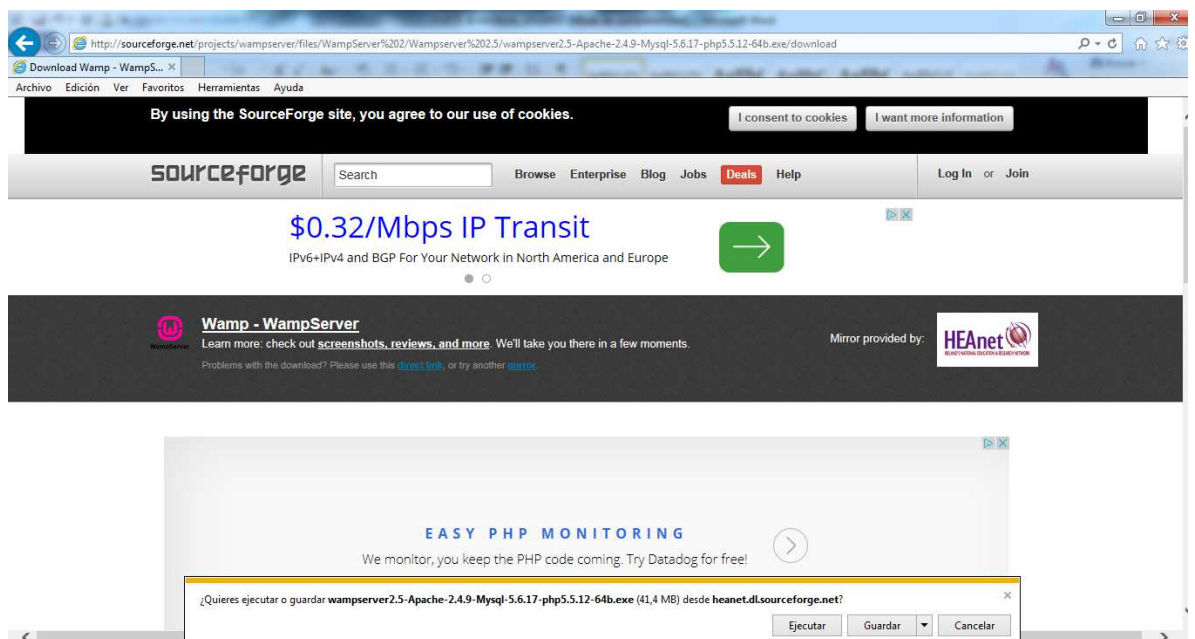 http://sourceforge.net/projects/wampserver/files/WampServer%202/Wampserver%202.5/wampserver2.5-Apache-2.4.9-Mysql-5.6.17-php5.5.12-64b.exe/download
Download Wamp - WampS...
Archivo Edición Ver Favoritos Herramientas Ayuda
By using the SourceForge site, you agree to our use of cookies.
I consent to cookies I want more information
sourceforge Search Browse Enterprise Blog Jobs Deals Help Log In or Join
$0.32/Mbps IP Transit
IPv6+IPv4 and BGP For Your Network in North America and Europe
Wamp - WampServer
Learn more: check out screenshots, reviews, and more. We'll take you there in a few moments.
Mirror provided by:
HEAnet
WampServer
Problems with the download? Please use this direct link, or try another mirror.
EASY PHP MONITORING
We monitor, you keep the PHP code coming. Try Datadog for free!
¿Quieres ejecutar o guardar wampserver2.5-Apache-2.4.9-Mysql-5.6.17-php5.5.12-64b.exe (41,4 MB) desde heanet.dl.sourceforge.net?
Ejecutar Guardar Cancelar